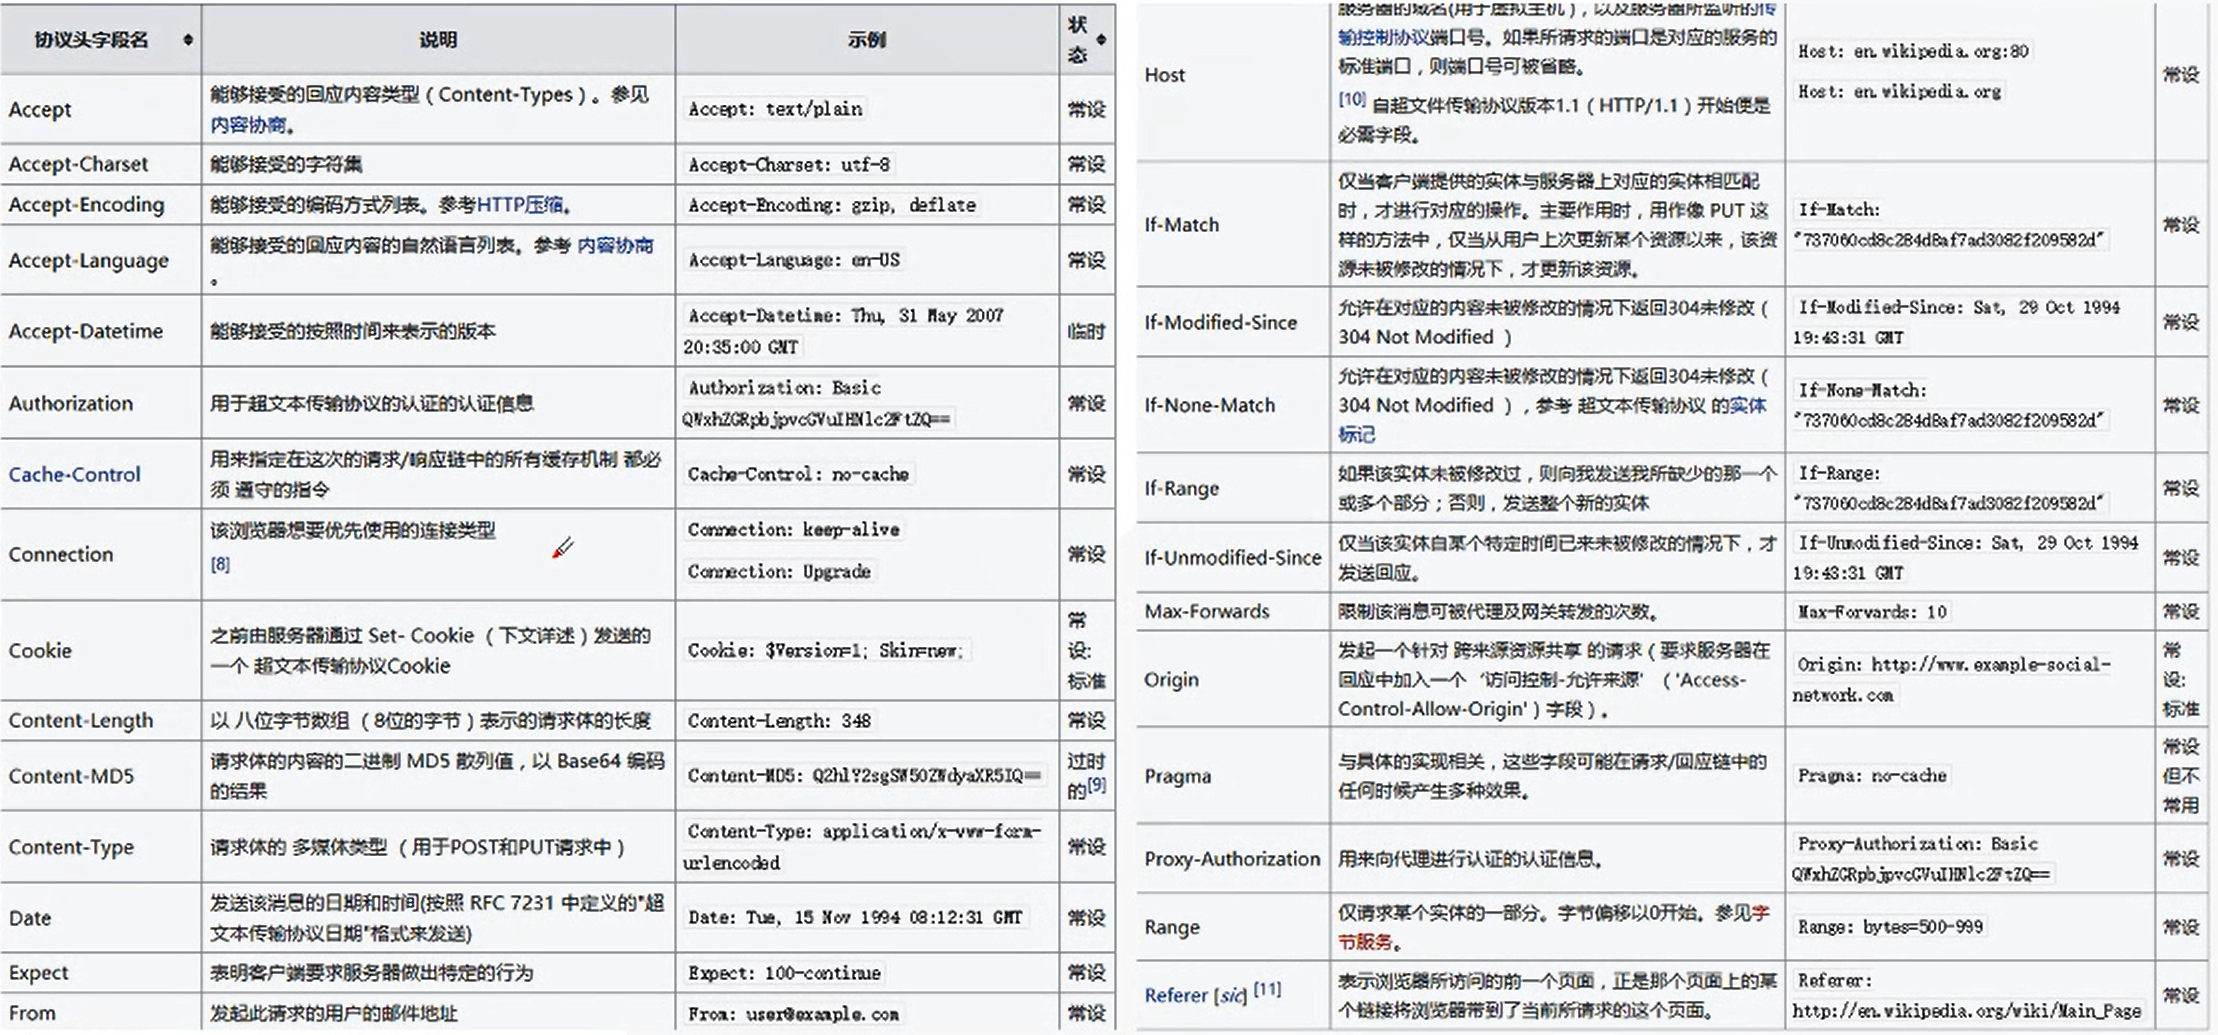 协议头字段名
说明
示例
状
态
Accept
能够接受的回应内容类型（Content-Types）。参见
内容协商。
Accept: text/plain
常设
Accept-Charset
能够接受的字符集
Accept-Charset: utf-8
常设
Accept-Encoding
能够接受的编码方式列表。参考HTTP压缩。
Accept-Encoding: gzip, deflate
常设
Accept-Language
能够接受的回应内容的自然语言列表。参考 内容协商
。
Accept-Language: en-US
常设
Accept-Datetime
能够接受的按照时间来表示的版本
Accept-Datetime: Thu, 31 May 2007
20:35:00 GMT
临时
Authorization
用于超文本传输协议的认证的认证信息
Authorization: Basic
QWxhZGRpbjpvcGVuIHNlc2FtZQ==
常设
Cache-Control
用来指定在这次的请求/响应链中的所有缓存机制 都必
须 遵守的指令
Cache-Control: no-cache
常设
Connection
该浏览器想要优先使用的连接类型
[8]
Connection: keep-alive
Connection: Upgrade
常设
Cookie
之前由服务器通过 Set- Cookie （下文详述）发送的
一个 超文本传输协议Cookie
Cookie: $Version=1; Skin=new;
常
设:
标准
Content-Length
以 八位字节数组 （8位的字节）表示的请求体的长度
Content-Length: 348
常设
Content-MD5
请求体的内容的二进制 MD5 散列值，以 Base64 编码
的结果
Content-MD5: Q2hlY2sgSW50ZWdyaXR5IQ==
过时
的[9]
Content-Type
请求体的 多媒体类型 （用于POST和PUT请求中）
Content-Type: application/x-www-form-
urlencoded
常设
Date
发送该消息的日期和时间(按照 RFC 7231 中定义的"超
文本传输协议日期"格式来发送)
Date: Tue, 15 Nov 1994 08:12:31 GMT
常设
Expect
表明客户端要求服务器做出特定的行为
Expect: 100-continue
常设
From
发起此请求的用户的邮件地址
From: user@example.com
常设
Host
服务器的域名(用于虚拟主机)，以及服务器所监听的传
输控制协议端口号。如果所请求的端口是对应的服务的
标准端口，则端口号可被省略。
[10] 自超文件传输协议版本1.1（HTTP/1.1）开始便是
必需字段。
Host: en.wikipedia.org:80
Host: en.wikipedia.org
常设
If-Match
仅当客户端提供的实体与服务器上对应的实体相匹配
时，才进行对应的操作。主要作用时，用作像 PUT 这
样的方法中，仅当从用户上次更新某个资源以来，该资
源未被修改的情况下，才更新该资源。
If-Match:
"737060cd8c284d8af7ad3082f209582d"
常设
If-Modified-Since
允许在对应的内容未被修改的情况下返回304未修改（
304 Not Modified ）
If-Modified-Since: Sat, 29 Oct 1994
19:43:31 GMT
常设
If-None-Match
允许在对应的内容未被修改的情况下返回304未修改（
304 Not Modified ），参考 超文本传输协议 的实体
标记
If-None-Match:
"737060cd8c284d8af7ad3082f209582d"
常设
If-Range
如果该实体未被修改过，则向我发送我所缺少的那一个
或多个部分；否则，发送整个新的实体
If-Range:
"737060cd8c284d8af7ad3082f209582d"
常设
If-Unmodified-Since
仅当该实体自某个特定时间已来未被修改的情况下，才
发送回应。
If-Unmodified-Since: Sat, 29 Oct 1994
19:43:31 GMT
常设
Max-Forwards
限制该消息可被代理及网关转发的次数。
Max-Forwards: 10
常设
Origin
发起一个针对 跨来源资源共享 的请求（要求服务器在
回应中加入一个‘访问控制-允许来源’（'Access-
Control-Allow-Origin'）字段）。
Origin: http://www.example-social-
network.com
常
设:
标准
Pragma
与具体的实现相关，这些字段可能在请求/回应链中的
任何时候产生多种效果。
Pragma: no-cache
常设
但不
常用
Proxy-Authorization
用来向代理进行认证的认证信息。
Proxy-Authorization: Basic
QWxhZGRpbjpvcGVuIHNlc2FtZQ==
常设
Range
仅请求某个实体的一部分。字节偏移以0开始。参见字
节服务。
Range: bytes=500-999
常设
Referer [sic] [11]
表示浏览器所访问的前一个页面，正是那个页面上的某
个链接将浏览器带到了当前所请求的这个页面。
Referer:
http://en.wikipedia.org/wiki/Main_Page
常设